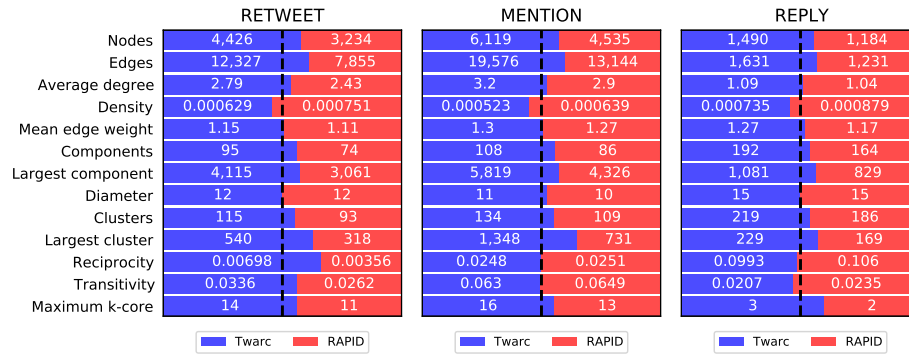 RETWEET MENTION REPLY
Nodes 4,426 3,234 6,119 4,535 1,490 1,184
Edges 12,327 7,855 19,576 13,144 1,631 1,231
Average degree 2.79 2.43 3.2 2.9 1.09 1.04
Density 0.000629 0.000751 0.000523 0.000639 0.000735 0.000879
Mean edge weight 1.15 1.11 1.3 1.27 1.27 1.17
Components 95 74 108 86 192 164
Largest component 4,115 3,061 5,819 4,326 1,081 829
Diameter 12 12 11 10 15 15
Clusters 115 93 134 109 219 186
Largest cluster 540 318 1,348 731 229 169
Reciprocity 0.00698 0.00356 0.0248 0.0251 0.0993 0.106
Transitivity 0.0336 0.0262 0.063 0.0649 0.0207 0.0235
Maximum k-core 14 11 16 13 3 2
Twarc RAPID Twarc RAPID Twarc RAPID